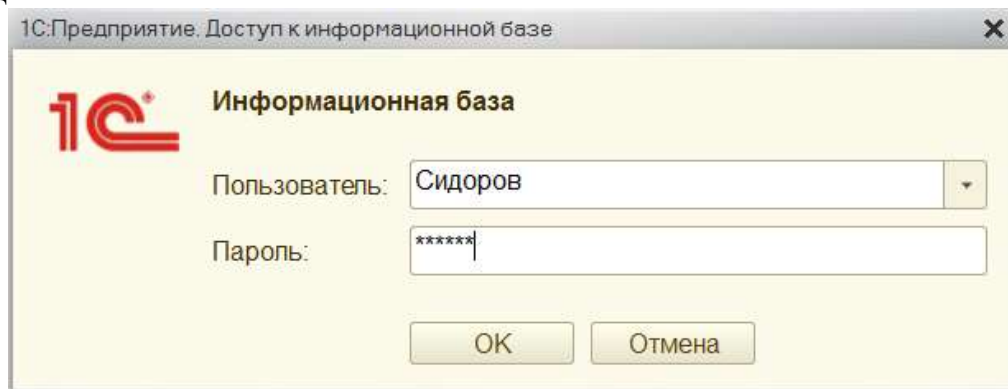 1С:Предприятие. Доступ к информационной базе
1С
Информационная база
Пользователь: Сидоров
Пароль: ******
OK Отмена